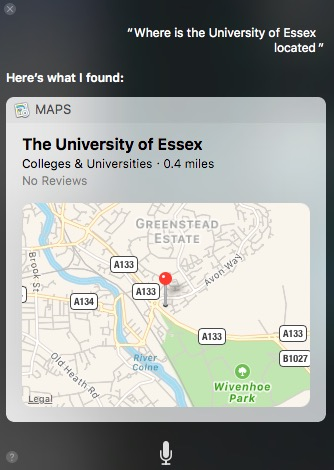 “Where is the University of Essex
located”
Here's what I found:
MAPS
The University of Essex
Colleges & Universities · 0.4 miles
No Reviews
GREENSTEAD
ESTATE
A133
Avon Way
Brook St
A133
A134
A133
A133
B1027
River
Colne
Old Heath Rd
Wivenhoe
Park
Legal
?